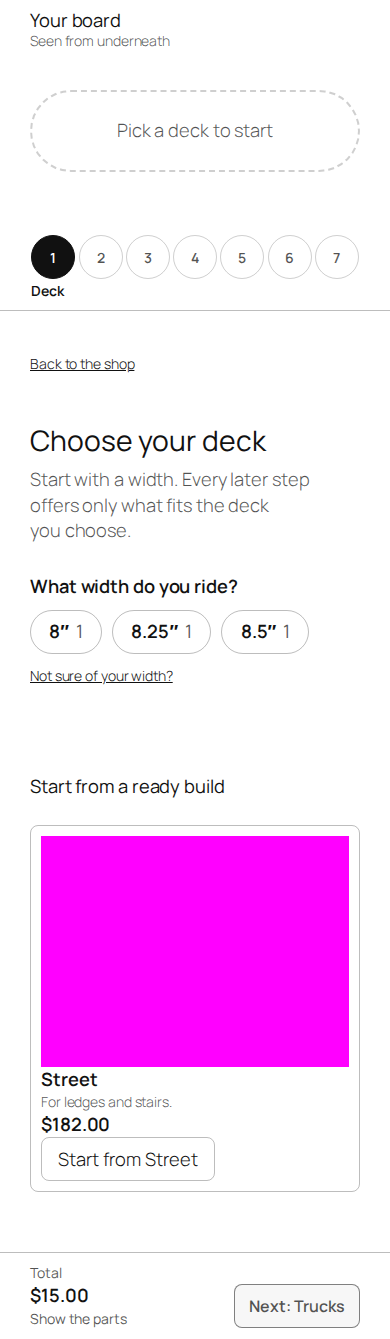 Your board
Seen from underneath
Pick a deck to start
1 2 3 4 5 6 7
Deck
Back to the shop
Choose your deck
Start with a width. Every later step
offers only what fits the deck
you choose.
What width do you ride?
8″ 1 8.25″ 1 8.5″ 1
Not sure of your width?
Start from a ready build
Street
For ledges and stairs.
$182.00
Start from Street
Total
$15.00
Show the parts
Next: Trucks